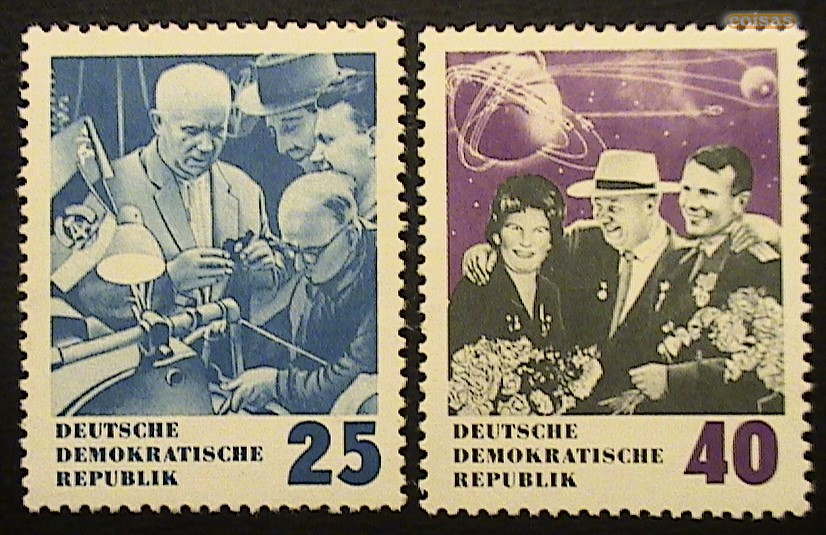 coisas
DEUTSCHE
DEMOKRATISCHE
REPUBLIK
25
DEUTSCHE
DEMOKRATISCHE
REPUBLIK
40